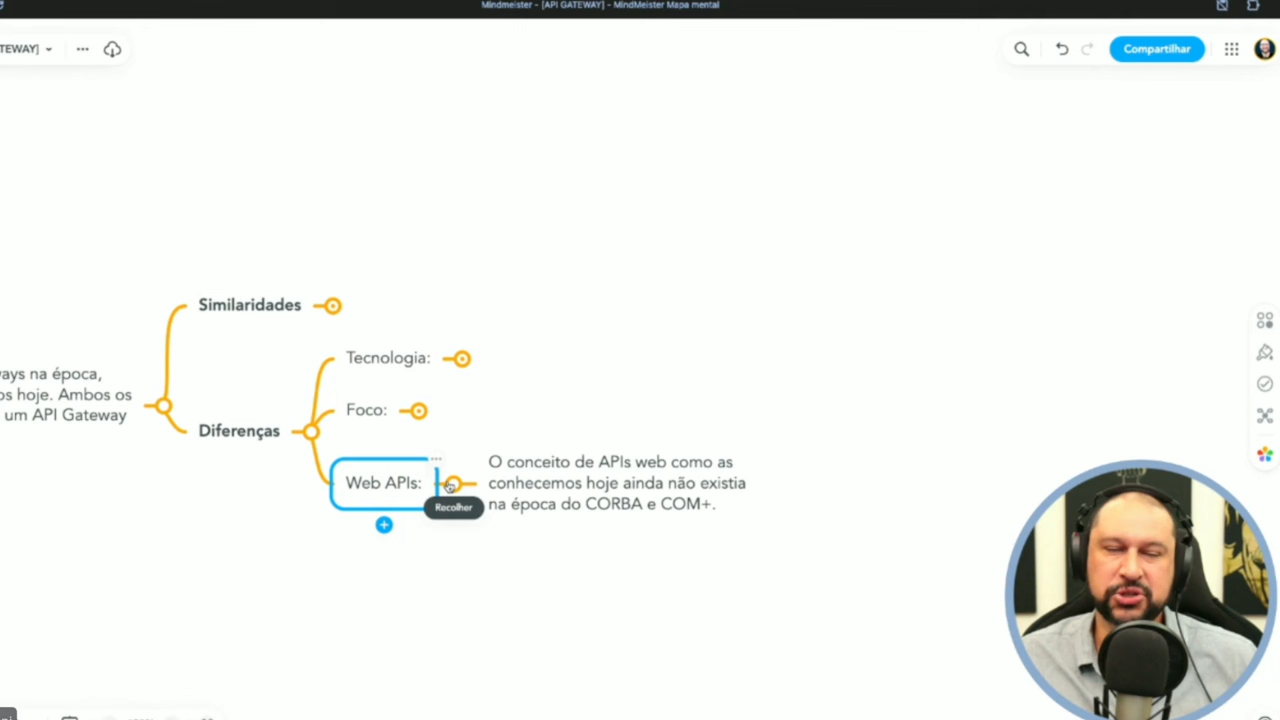 Mindmeister - [API GATEWAY] - MindMeister Mapa mental
TEWAY]
Compartilhar
Similaridades
Tecnologia:
ays na época,
os hoje. Ambos os
um API Gateway
Foco:
Diferenças
Web APIs:
Recolher
O conceito de APIs web como as
conhecemos hoje ainda não existia
na época do CORBA e COM+.